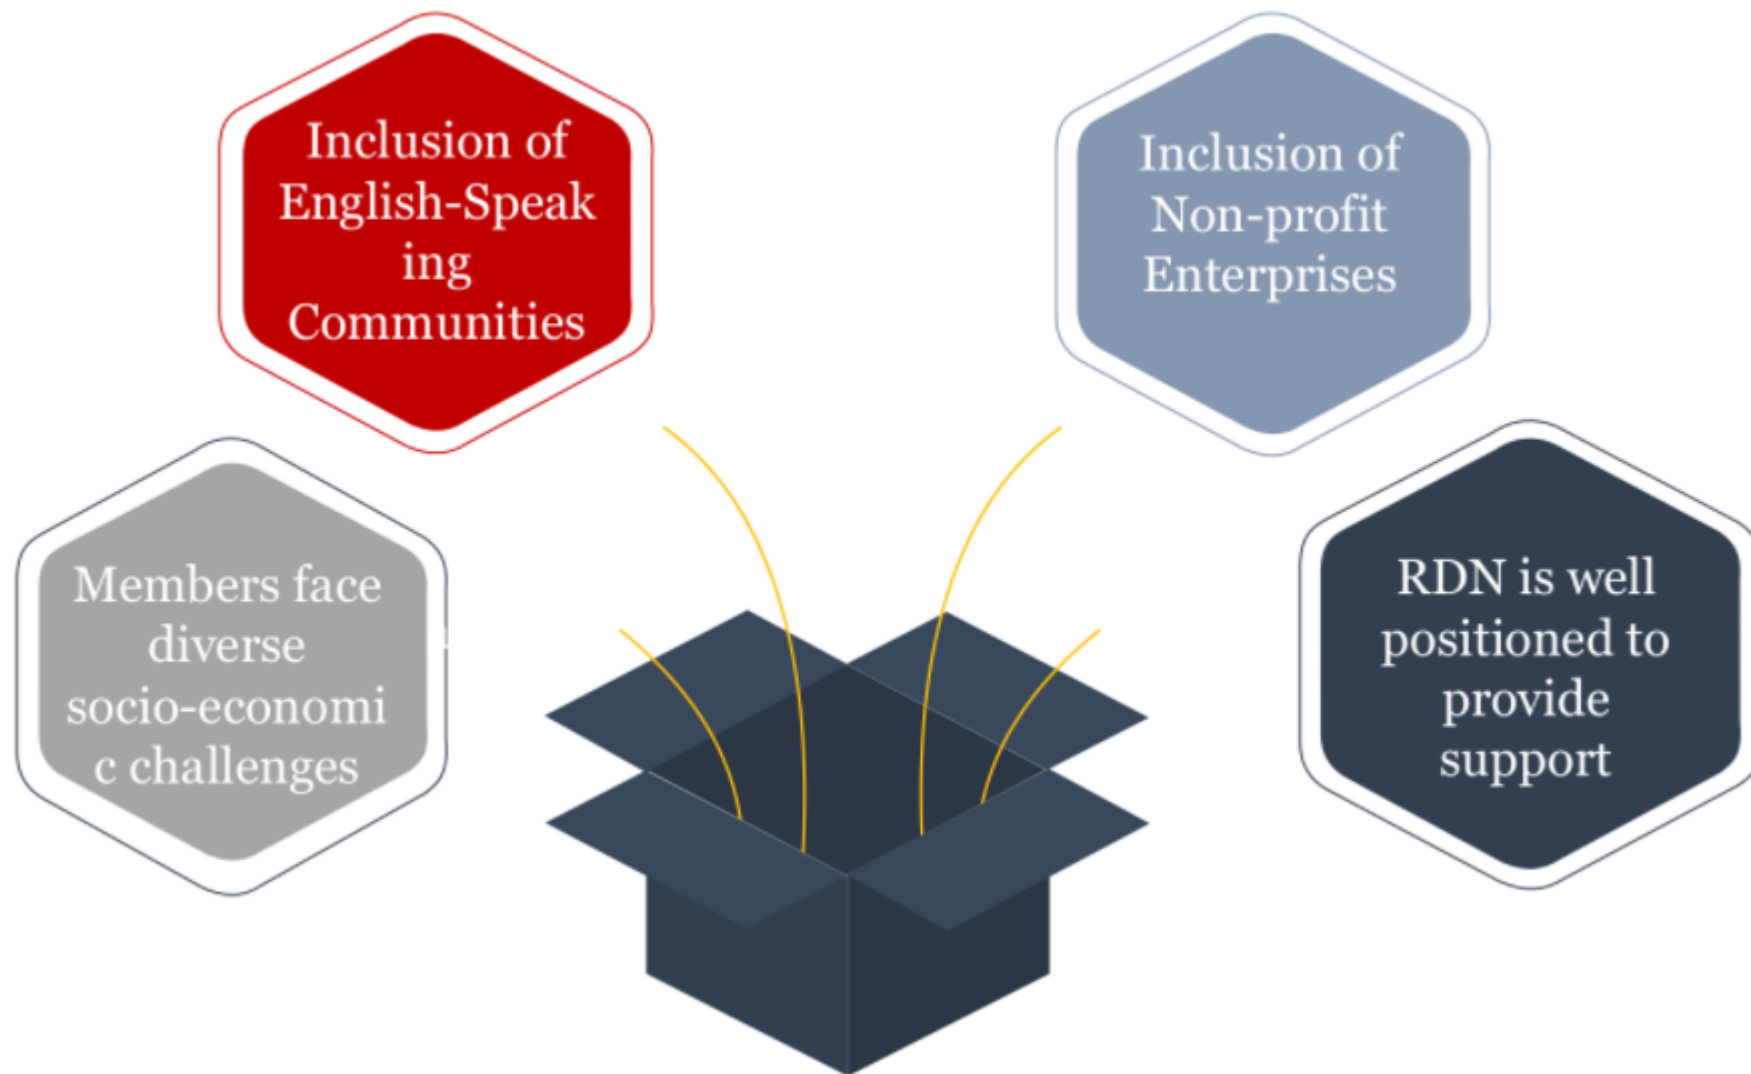 Inclusion of
English-Speak
ing
Communities
Inclusion of
Non-profit
Enterprises
Members face
diverse
socio-economi
c challenges
RDN is well
positioned to
provide
support